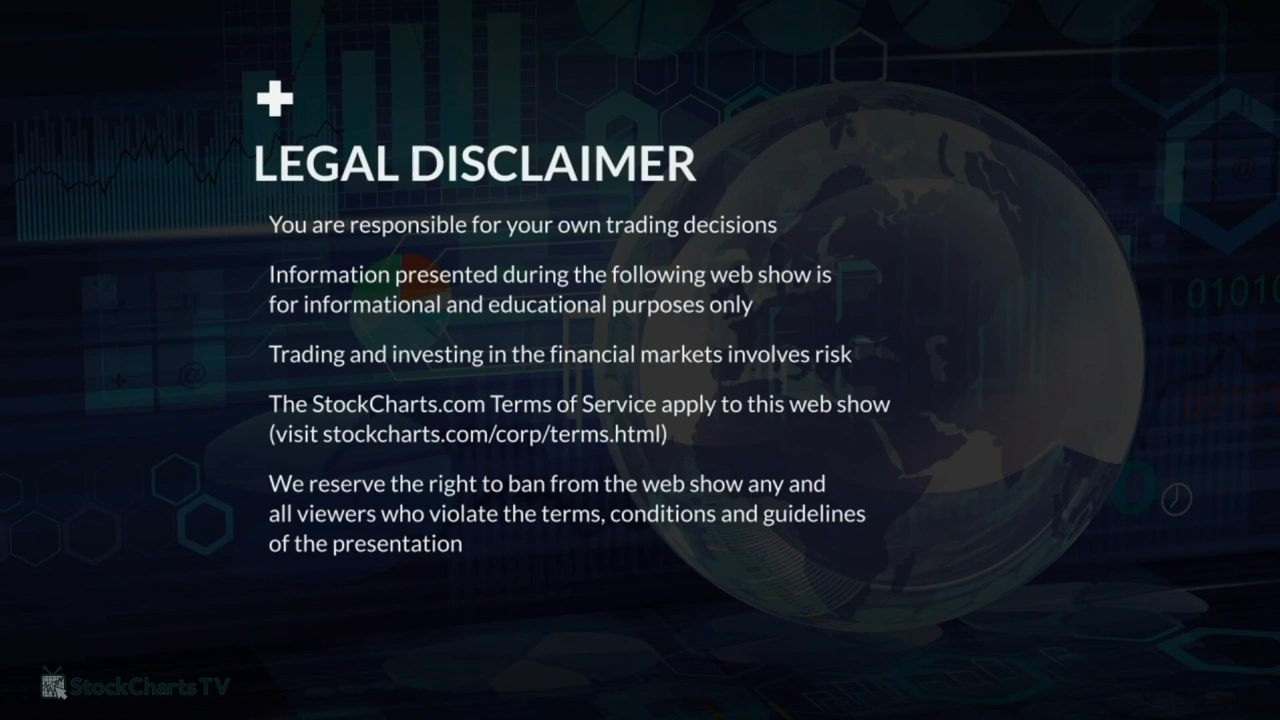 LEGAL DISCLAIMER
You are responsible for your own trading decisions
Information presented during the following web show is
for informational and educational purposes only
Trading and investing in the financial markets involves risk
The StockCharts.com Terms of Service apply to this web show
(visit stockcharts.com/corp/terms.html)
We reserve the right to ban from the web show any and
all viewers who violate the terms, conditions and guidelines
of the presentation
StockCharts TV